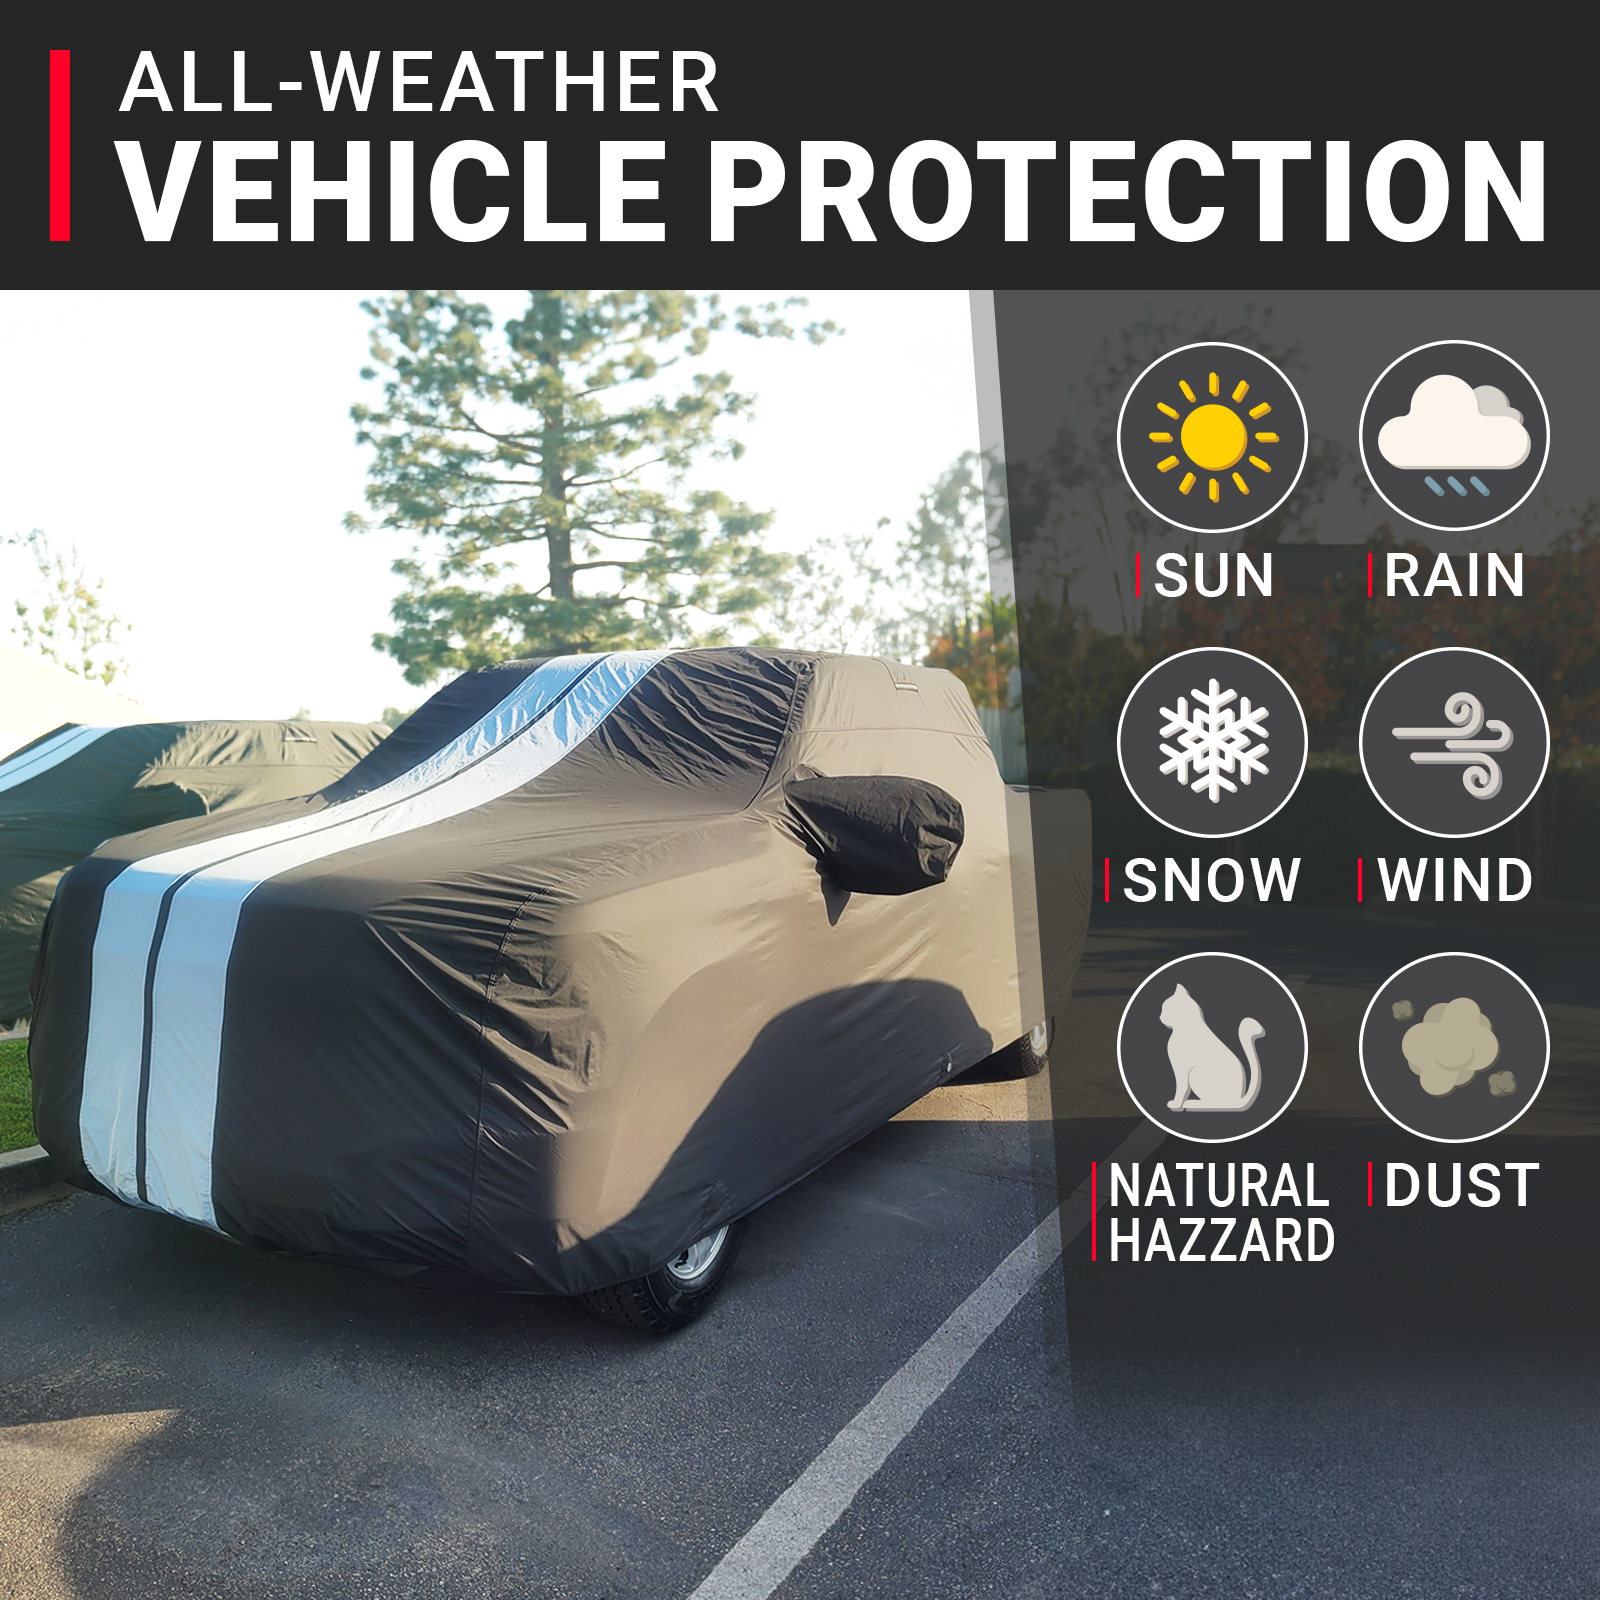 ALL-WEATHER
VEHICLE PROTECTION
SUN
RAIN
SNOW
WIND
NATURAL
HAZZARD
DUST